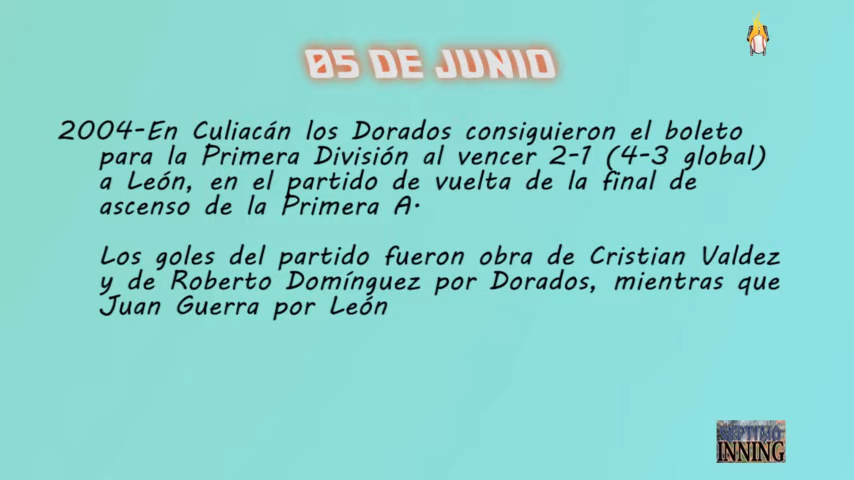 05 DE JUNIO
2004-En Culiacán los Dorados consiguieron el boleto
para la Primera División al vencer 2-1 (4-3 global)
a León, en el partido de vuelta de la final de
ascenso de la Primera A.
Los goles del partido fueron obra de Cristian Valdez
y de Roberto Domínguez por Dorados, mientras que
Juan Guerra por León
SÉPTIMO
INNING